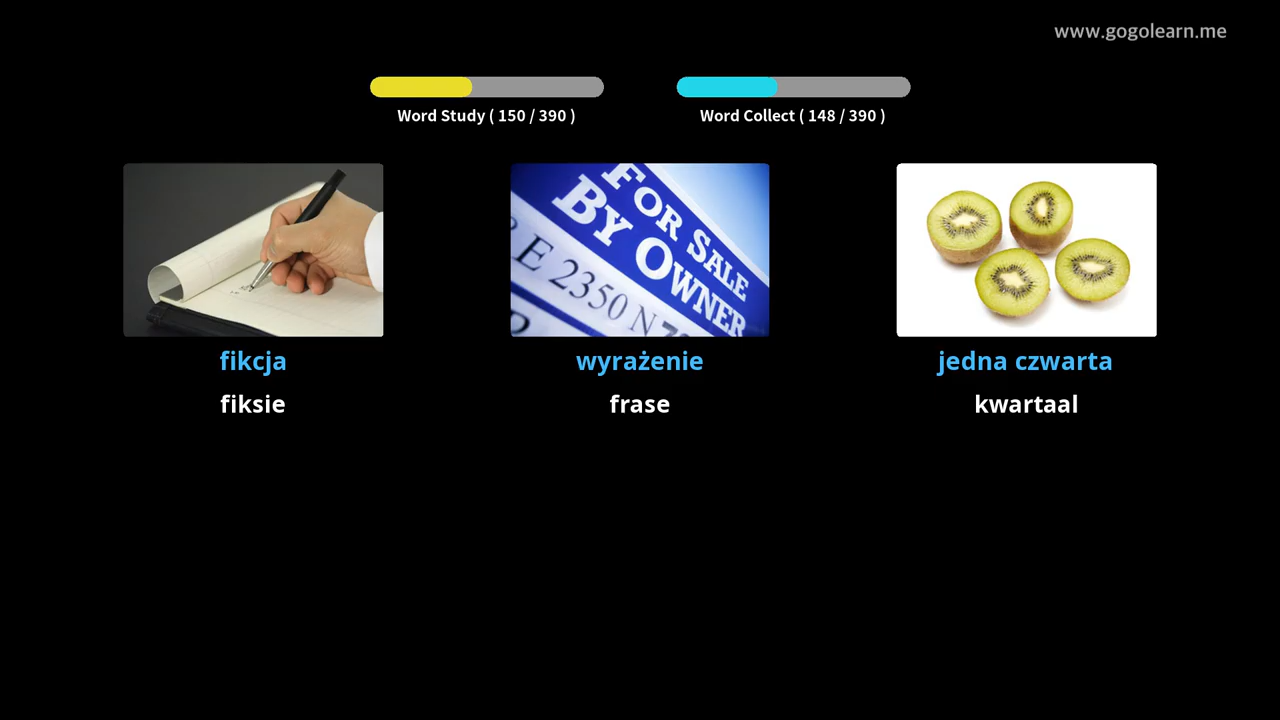 www.gogolearn.me
Word Study ( 150 / 390 )
Word Collect ( 148 / 390 )
FOR SALE
BY OWNER
E 2350 N
fikcja
wyrażenie
jedna czwarta
fiksie
frase
kwartaal